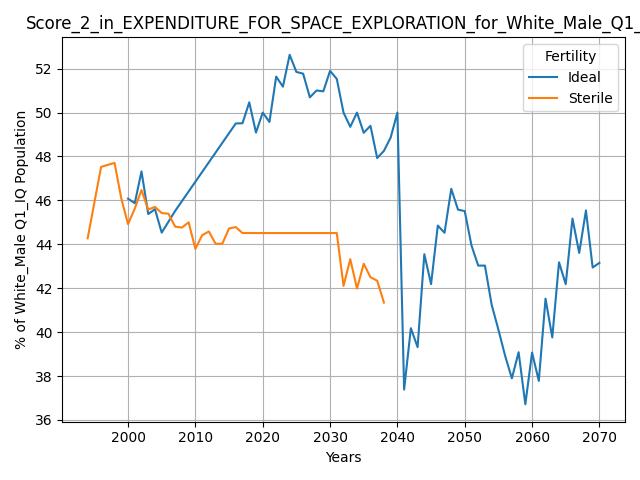 Score_2_in_EXPENDITURE_FOR_SPACE_EXPLORATION_for_White_Male_Q1_
Fertility
Ideal
Sterile
% of White_Male Q1_IQ Population
52
50
48
46
44
42
40
38
36
2000 2010 2020 2030 2040 2050 2060 2070
Years